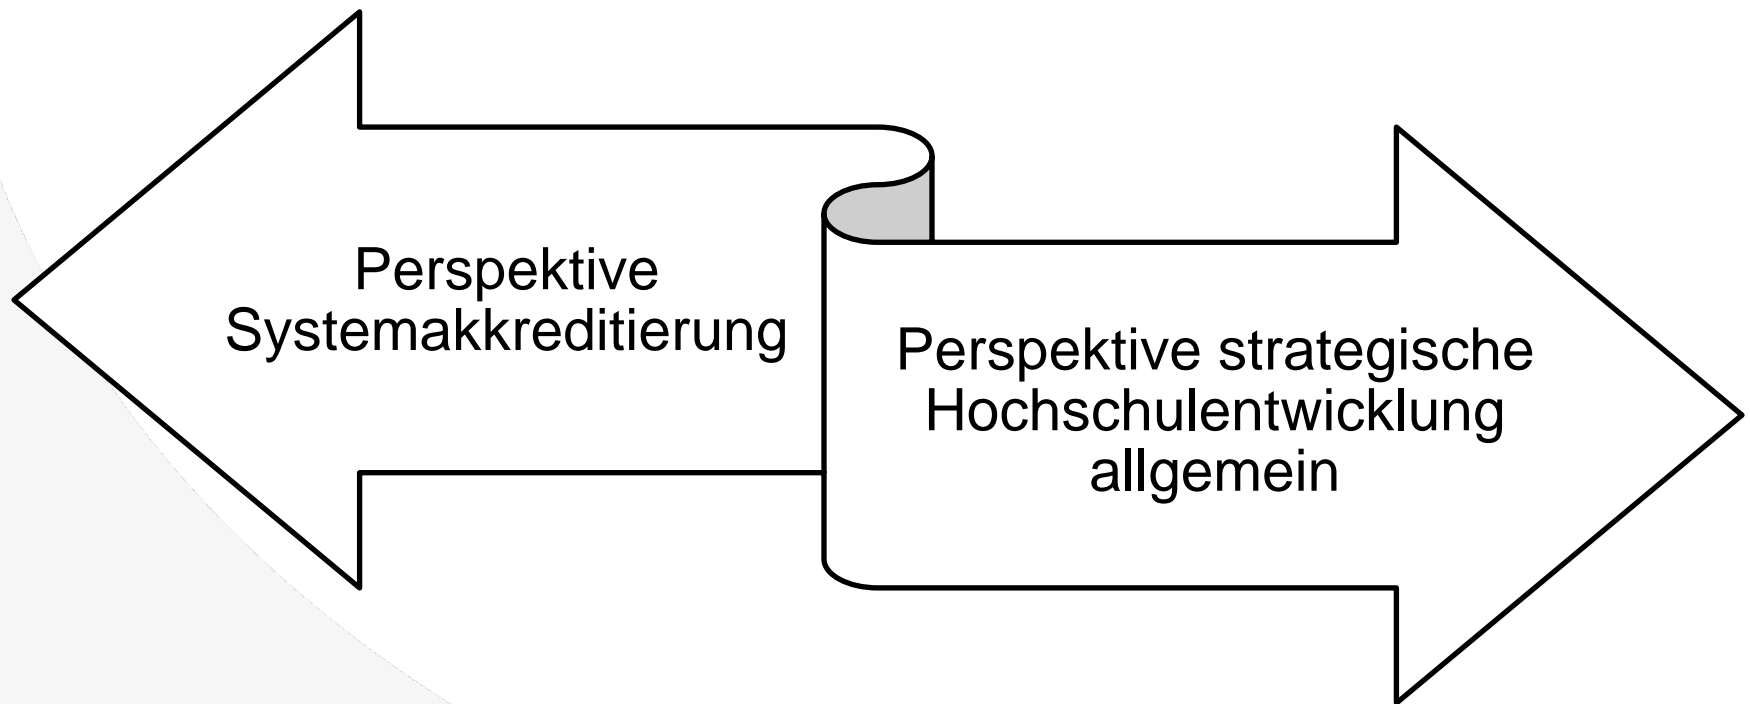 Perspektive
Systemakkreditierung
Perspektive strategische
Hochschulentwicklung
allgemein